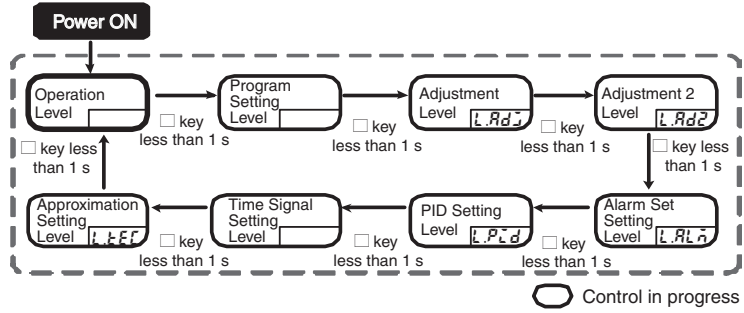 Power ON
Operation
Level
Program
Setting
Level
Adjustment
Level L.AdJ
Adjustment 2
Level L.Ad2
□ key
less than 1 s
□ key
less than 1 s
□ key
less than 1 s
□ key less
than 1 s
□ key less
than 1 s
Approximation
Setting
Level L.tEC
Time Signal
Setting
Level
PID Setting
Level L.Pid
Alarm Set
Setting
Level L.ALm
□ key
less than 1 s
□ key
less than 1 s
□ key
less than 1 s
Control in progress